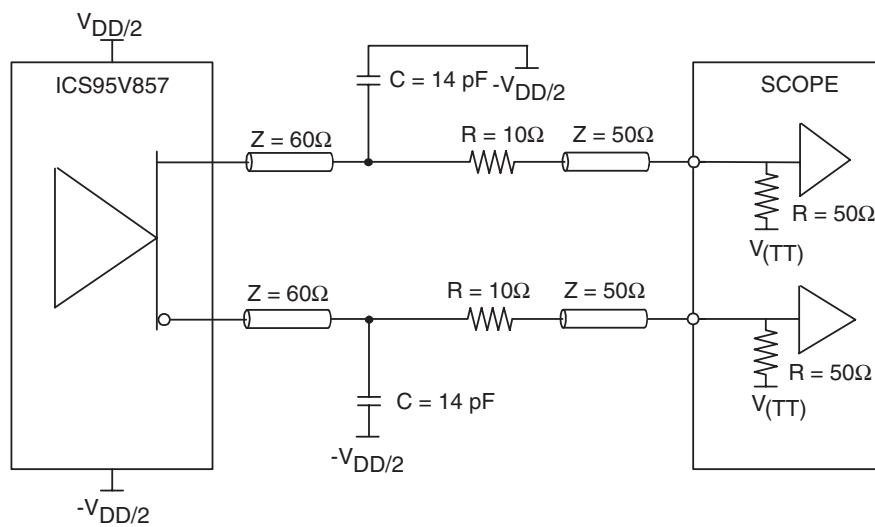 VDD/2
ICS95V857
C = 14 pF
-VDD/2
SCOPE
Z = 60Ω
R = 10Ω
Z = 50Ω
R = 50Ω
V(TT)
Z = 60Ω
R = 10Ω
Z = 50Ω
R = 50Ω
V(TT)
C = 14 pF
-VDD/2
-VDD/2